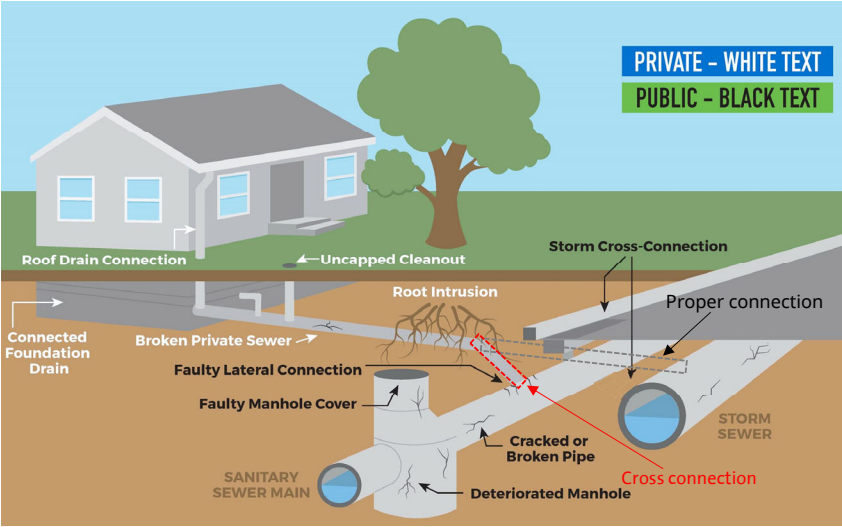 PRIVATE – WHITE TEXT
PUBLIC – BLACK TEXT
Roof Drain Connection
Uncapped Cleanout
Storm Cross-Connection
Root Intrusion
Proper connection
Connected
Foundation
Drain
Broken Private Sewer
Faulty Lateral Connection
Faulty Manhole Cover
STORM
SEWER
Cracked or
Broken Pipe
Cross connection
SANITARY
SEWER MAIN
Deteriorated Manhole